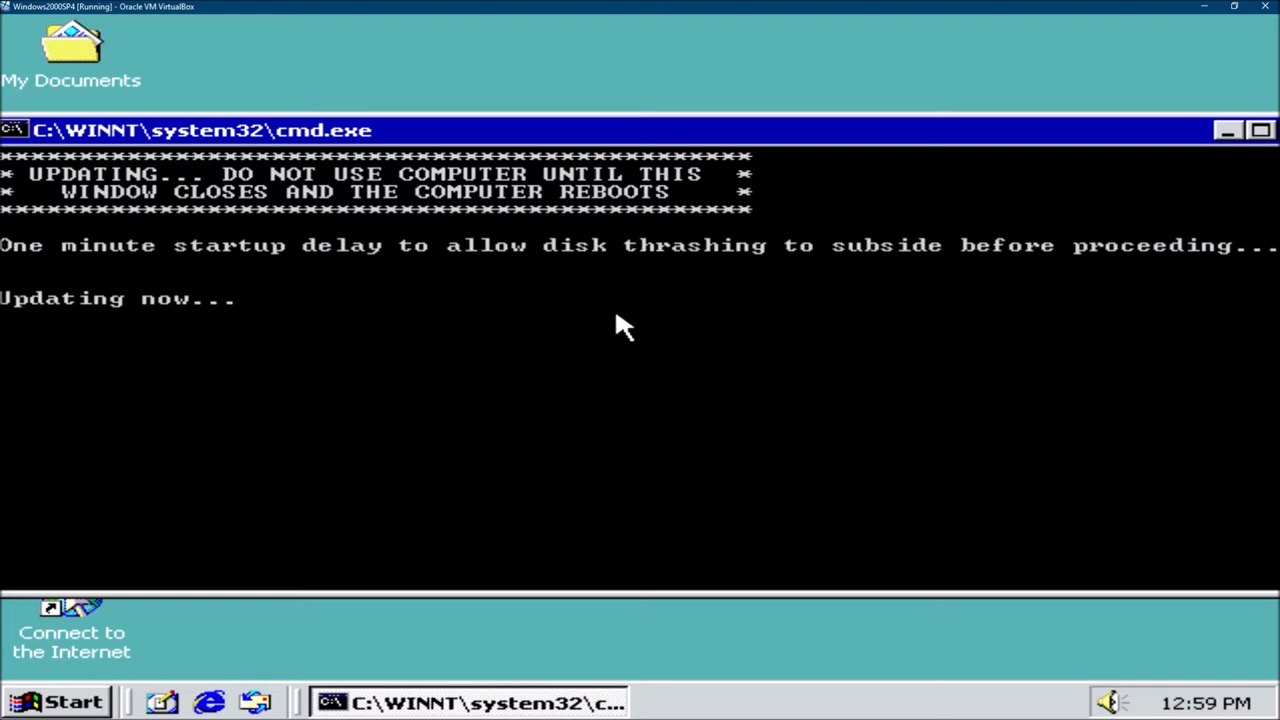 Windows2000SP4 [Running] - Oracle VM VirtualBox
My Documents
C:\WINNT\system32\cmd.exe
***********************************************
* UPDATING... DO NOT USE COMPUTER UNTIL THIS  *
*   WINDOW CLOSES AND THE COMPUTER REBOOTS    *
***********************************************
One minute startup delay to allow disk thrashing to subside before proceeding...
Updating now...
Connect to
the Internet
Start
C:\WINNT\system32\c...
12:59 PM